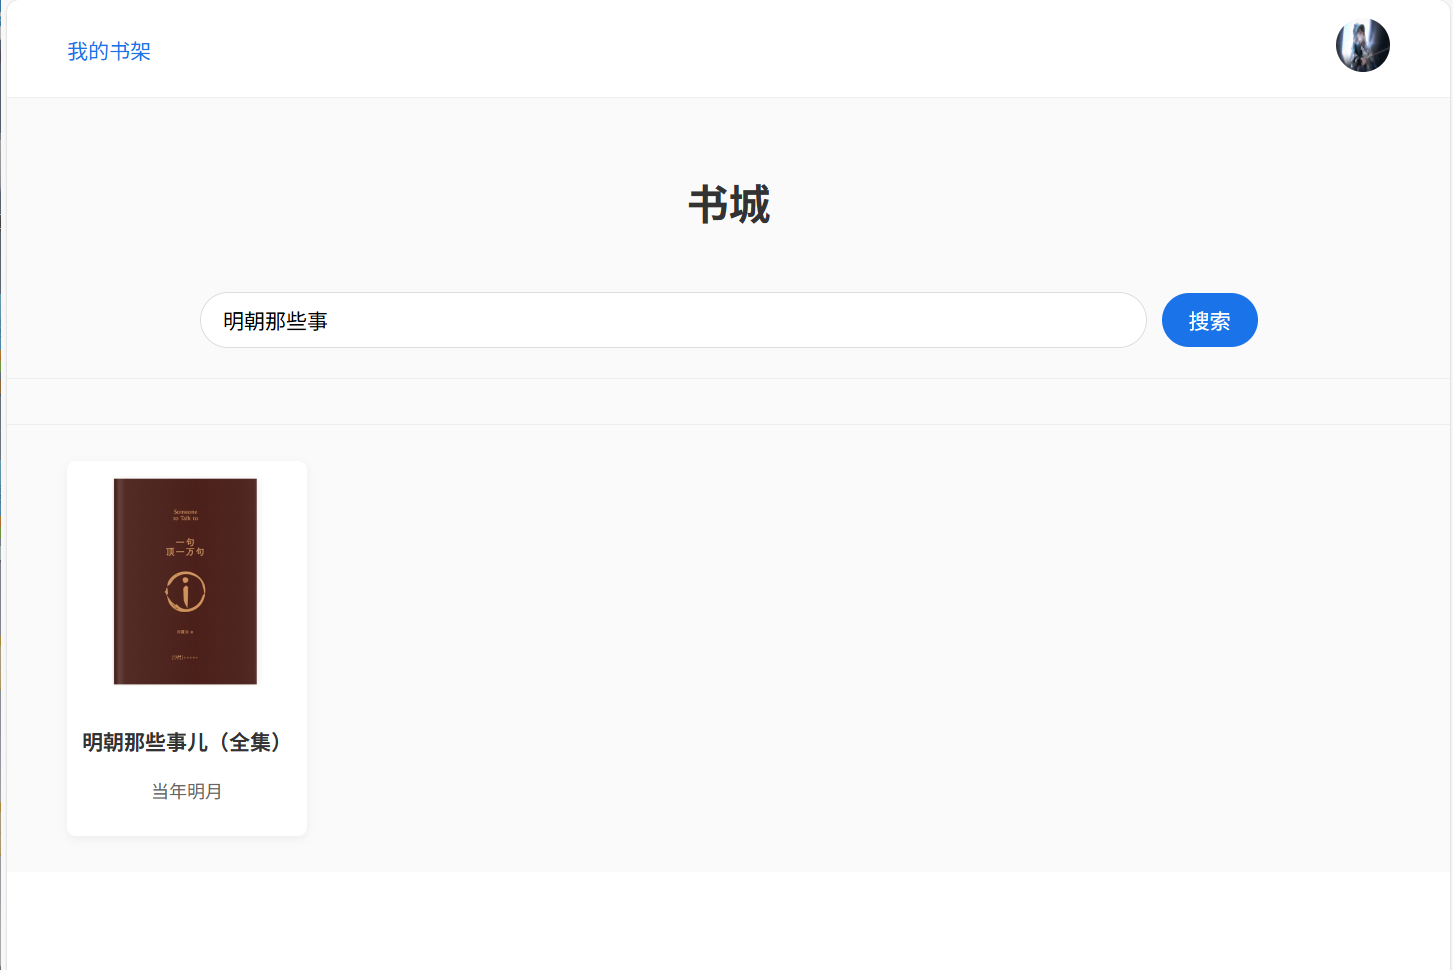 我的书架
书城
明朝那些事
搜索
Someone
to Talk to
一句
顶一万句
明朝那些事儿（全集）
当年明月